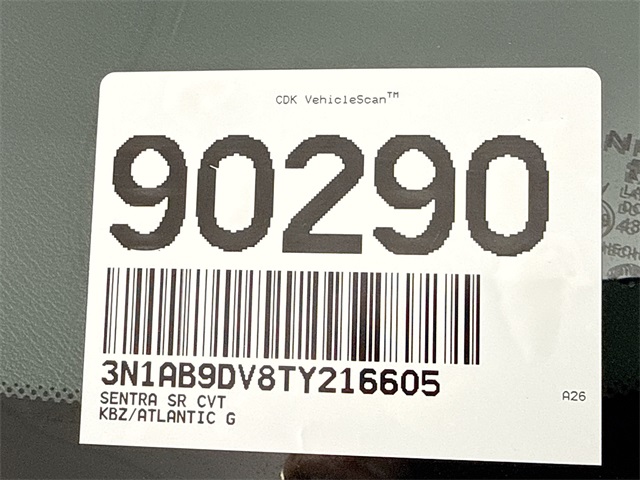 CDK VehicleScan™
90290
3N1AB9DV8TY216605
SENTRA SR CVT
KBZ/ATLANTIC G
A26